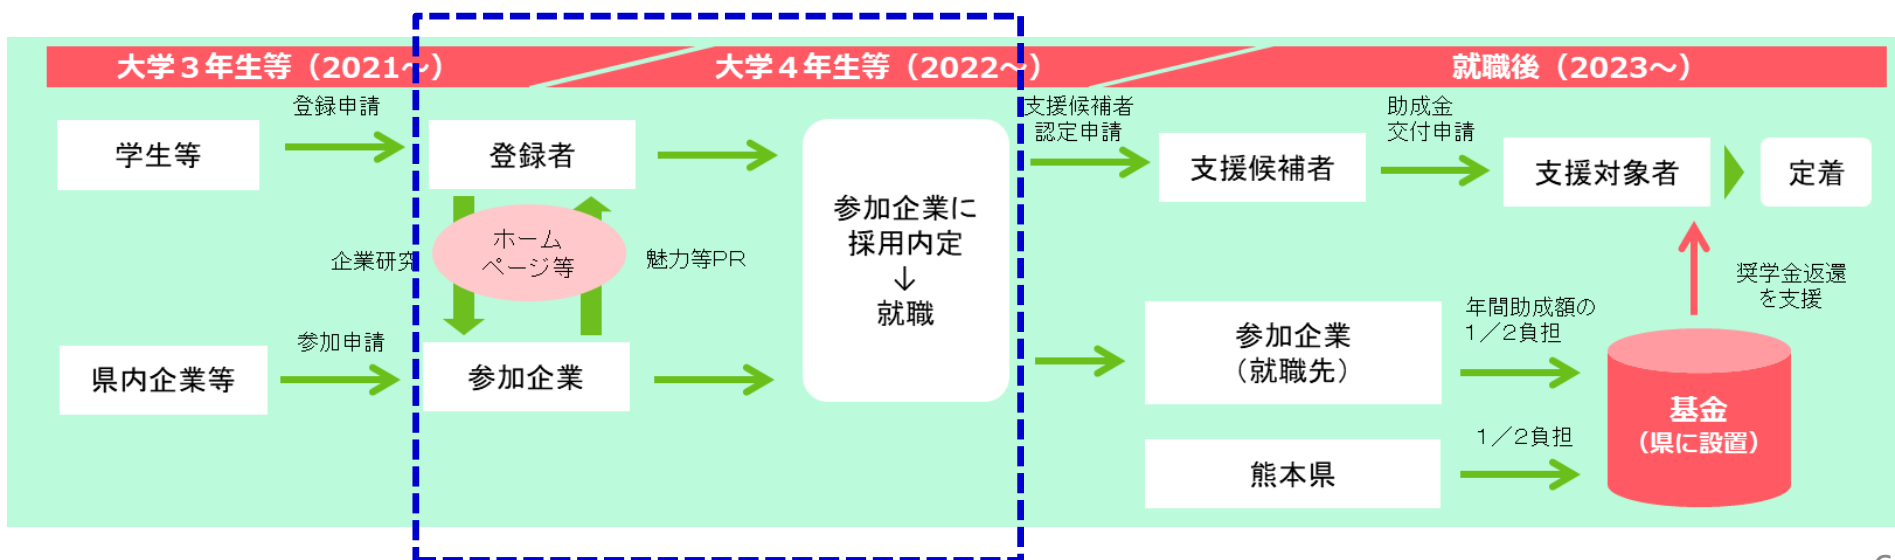 大学３年生等（2021～）
大学４年生等（2022～）
就職後（2023～）
登録申請
学生等
登録者
企業研究
ホーム
ページ等
魅力等PR
参加申請
県内企業等
参加企業
参加企業に
採用内定
↓
就職
支援候補者
認定申請
支援候補者
助成金
交付申請
支援対象者
定着
奨学金返還
を支援
参加企業
（就職先）
年間助成額の
１／２負担
熊本県
１／２負担
基金
（県に設置）